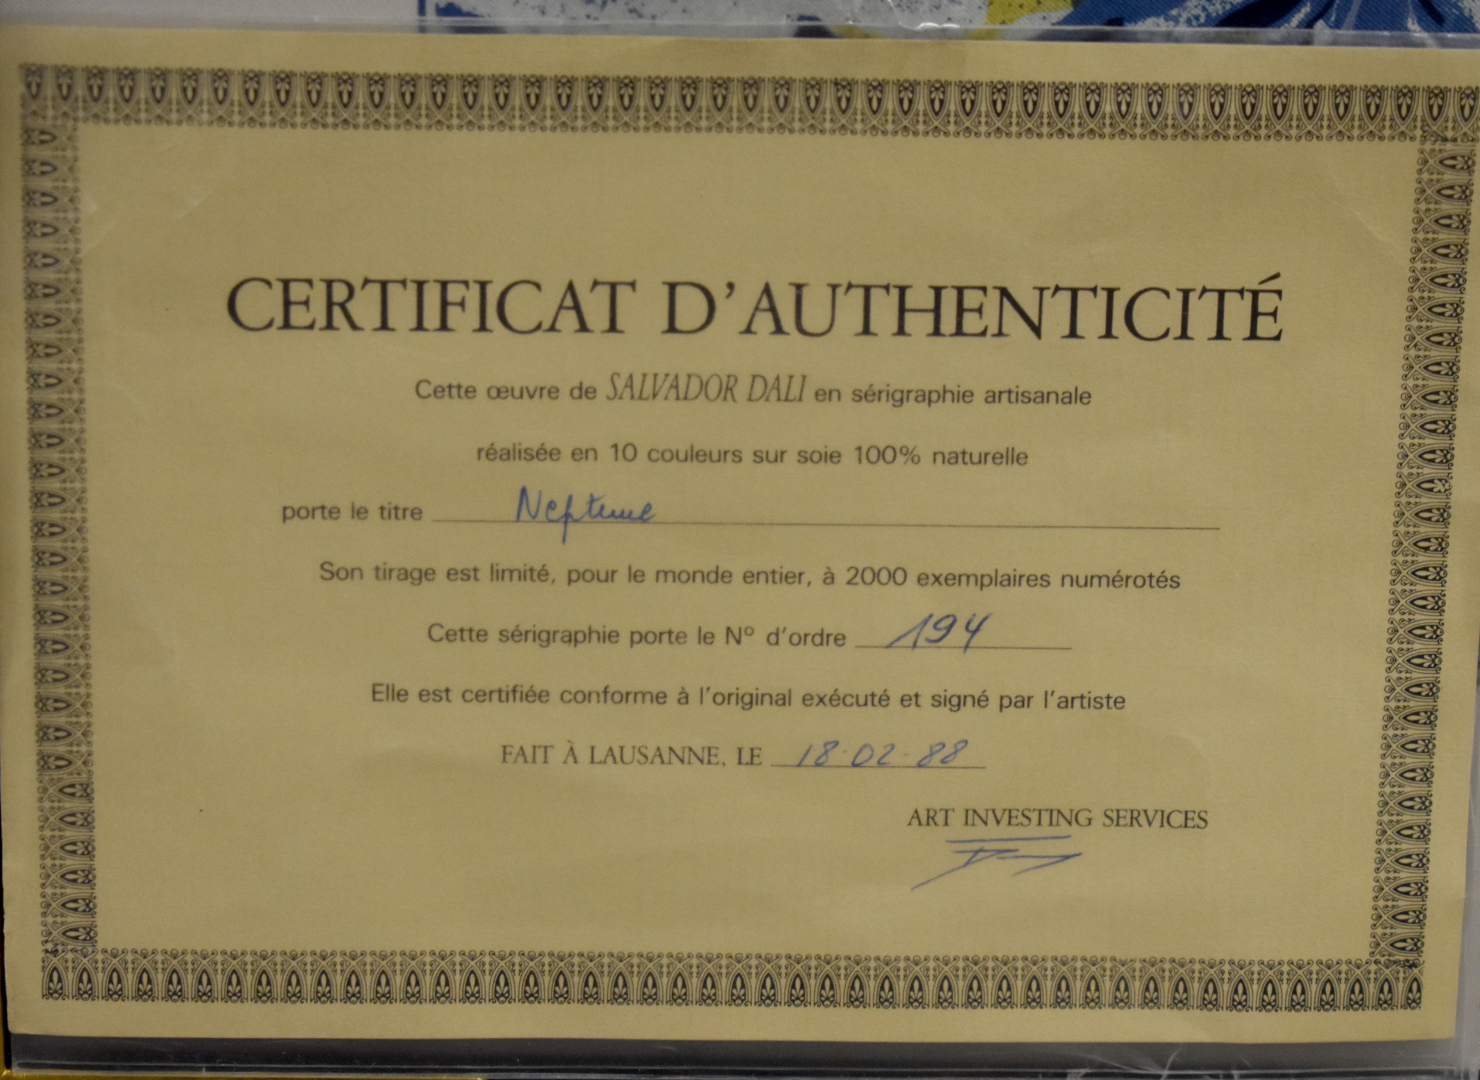 CERTIFICAT D'AUTHENTICITÉ
Cette œuvre de SALVADOR DALI en sérigraphie artisanale
réalisée en 10 couleurs sur soie 100% naturelle
porte le titre Neptune
Son tirage est limité, pour le monde entier, à 2000 exemplaires numérotés
Cette sérigraphie porte le Nº d'ordre 194
Elle est certifiée conforme à l'original exécuté et signé par l'artiste
FAIT À LAUSANNE, LE 18.02.88
ART INVESTING SERVICES